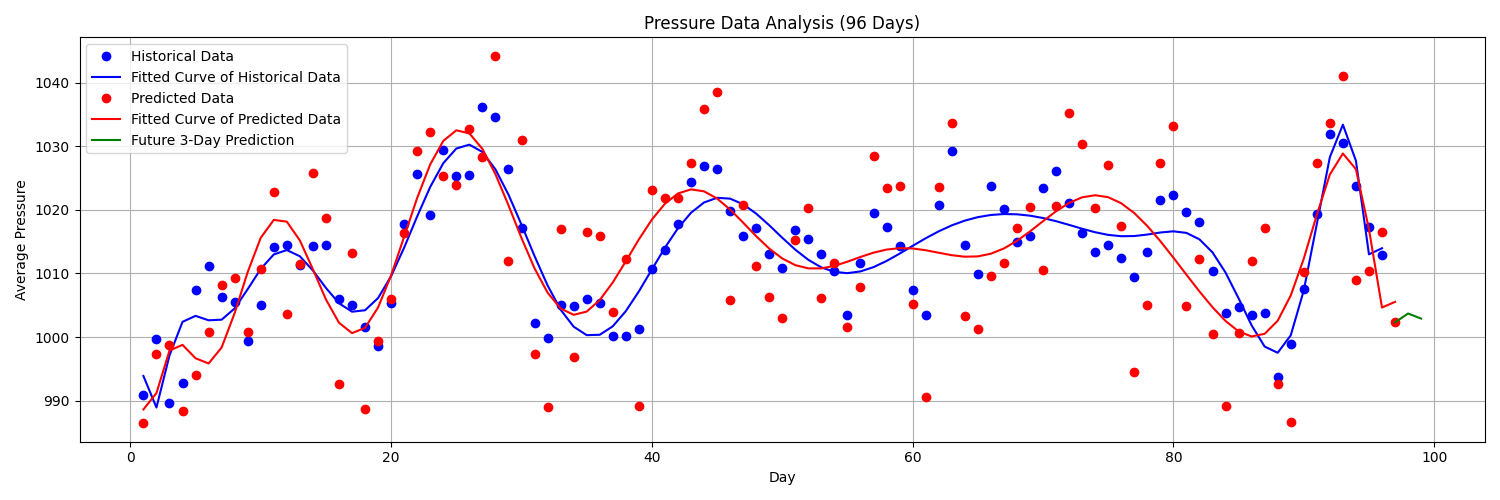 Pressure Data Analysis (96 Days)
Historical Data
Fitted Curve of Historical Data
Predicted Data
Fitted Curve of Predicted Data
Future 3-Day Prediction
Average Pressure
1040
1030
1020
1010
1000
990
0 20 40 60 80 100
Day